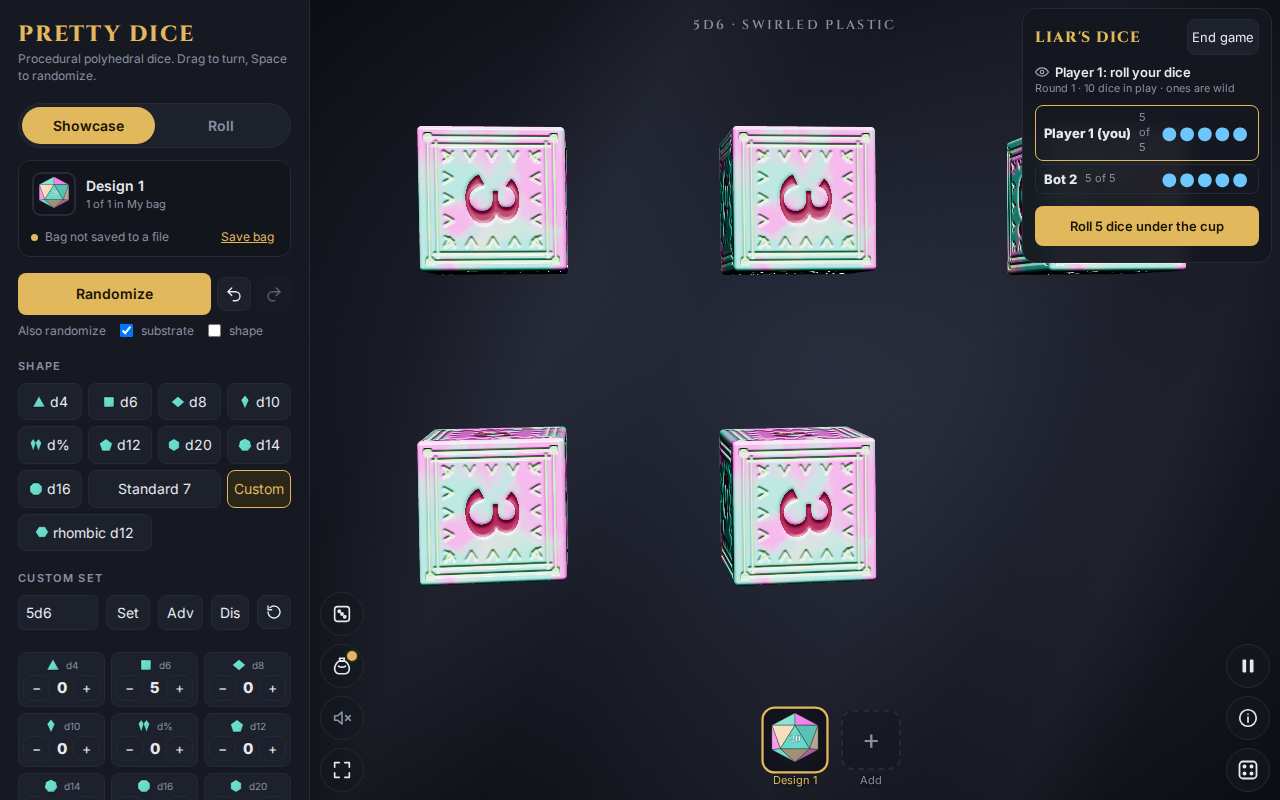 PRETTY DICE
Procedural polyhedral dice. Drag to turn, Space
to randomize.
Showcase
Roll
Design 1
1 of 1 in My bag
Bag not saved to a file
Save bag
Randomize
Also randomize
substrate
shape
SHAPE
d4
d6
d8
d10
d%
d12
d20
d14
d16
Standard 7
Custom
rhombic d12
CUSTOM SET
5d6
Set
Adv
Dis
d4
d6
d8
− 0 +
− 5 +
− 0 +
d10
d%
d12
− 0 +
− 0 +
− 0 +
d14
d16
d20
5D6 · SWIRLED PLASTIC
3
3
3
3
LIAR'S DICE
End game
Player 1: roll your dice
Round 1 · 10 dice in play · ones are wild
Player 1 (you)
5
of
5
Bot 2
5 of 5
Roll 5 dice under the cup
20
Design 1
+
Add